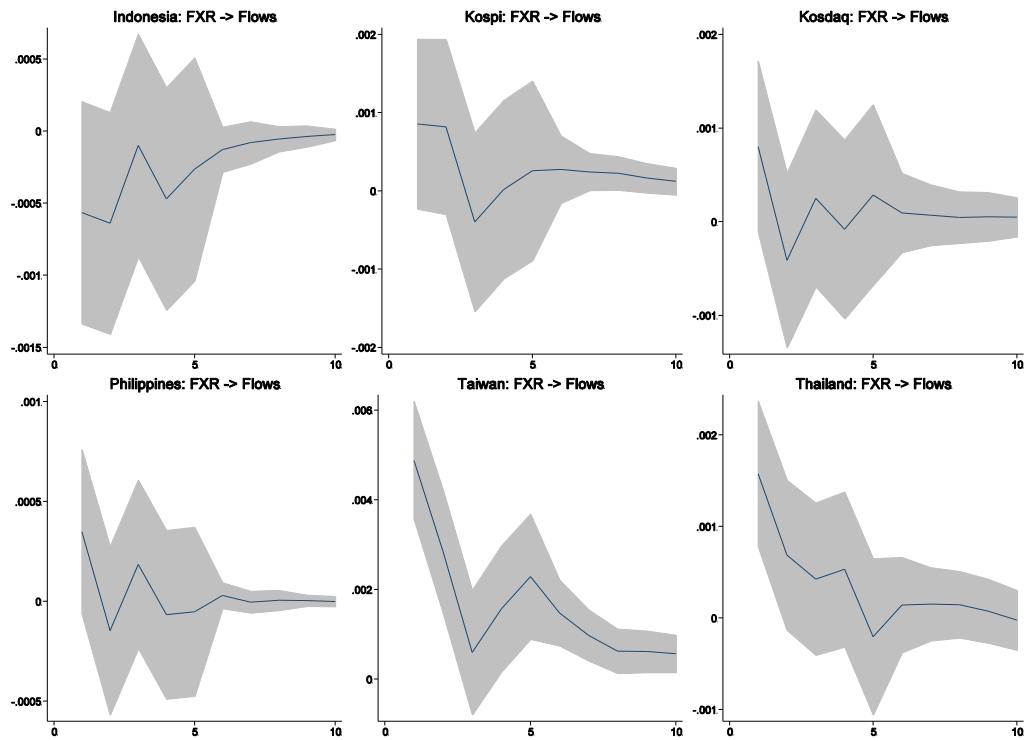 Indonesia: FXR -> Flows
.0005
0
-.0005
-.001
-.0015
0 5 10
Kospi: FXR -> Flows
.002
.001
0
-.001
-.002
0 5 10
Kosdaq: FXR -> Flows
.002
.001
0
-.001
0 5 10
Philippines: FXR -> Flows
.001
.0005
0
-.0005
0 5 10
Taiwan: FXR -> Flows
.006
.004
.002
0
0 5 10
Thailand: FXR -> Flows
.002
.001
0
-.001
0 5 10